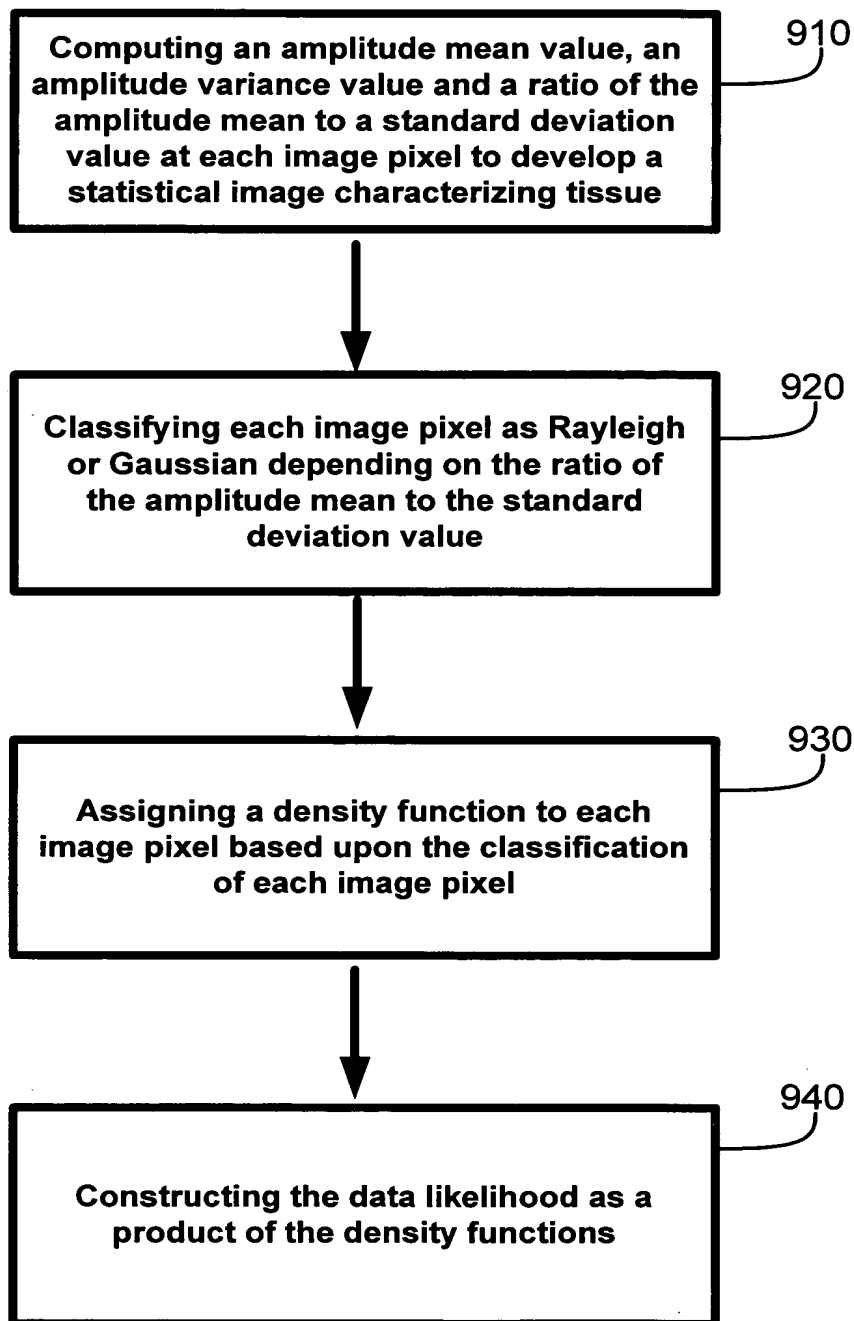 910
Computing an amplitude mean value, an
amplitude variance value and a ratio of the
amplitude mean to a standard deviation
value at each image pixel to develop a
statistical image characterizing tissue
920
Classifying each image pixel as Rayleigh
or Gaussian depending on the ratio of
the amplitude mean to the standard
deviation value
930
Assigning a density function to each
image pixel based upon the classification
of each image pixel
940
Constructing the data likelihood as a
product of the density functions